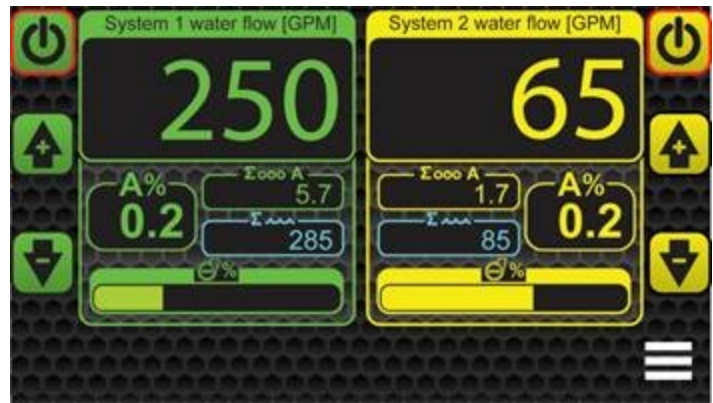 System 1 water flow [GPM]
250
A%
0.2
Σooo A
5.7
Σ
285
%
System 2 water flow [GPM]
65
Σooo A
1.7
Σ
85
A%
0.2
%